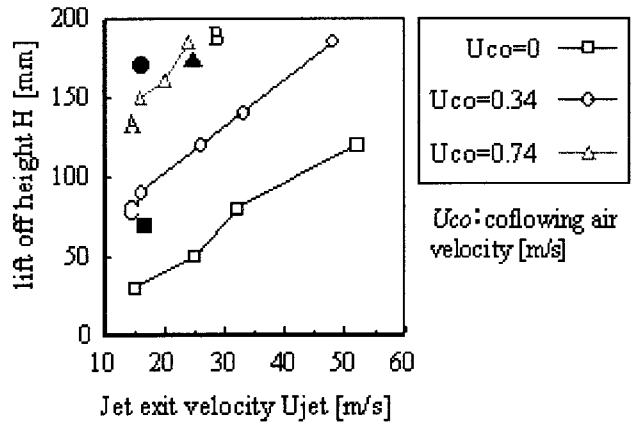 lift off height H [mm]
200
150
100
50
0
B
A
C
10 20 30 40 50 60
Jet exit velocity Ujet [m/s]
Uco=0
Uco=0.34
Uco=0.74
Uco:coflowing air
velocity [m/s]